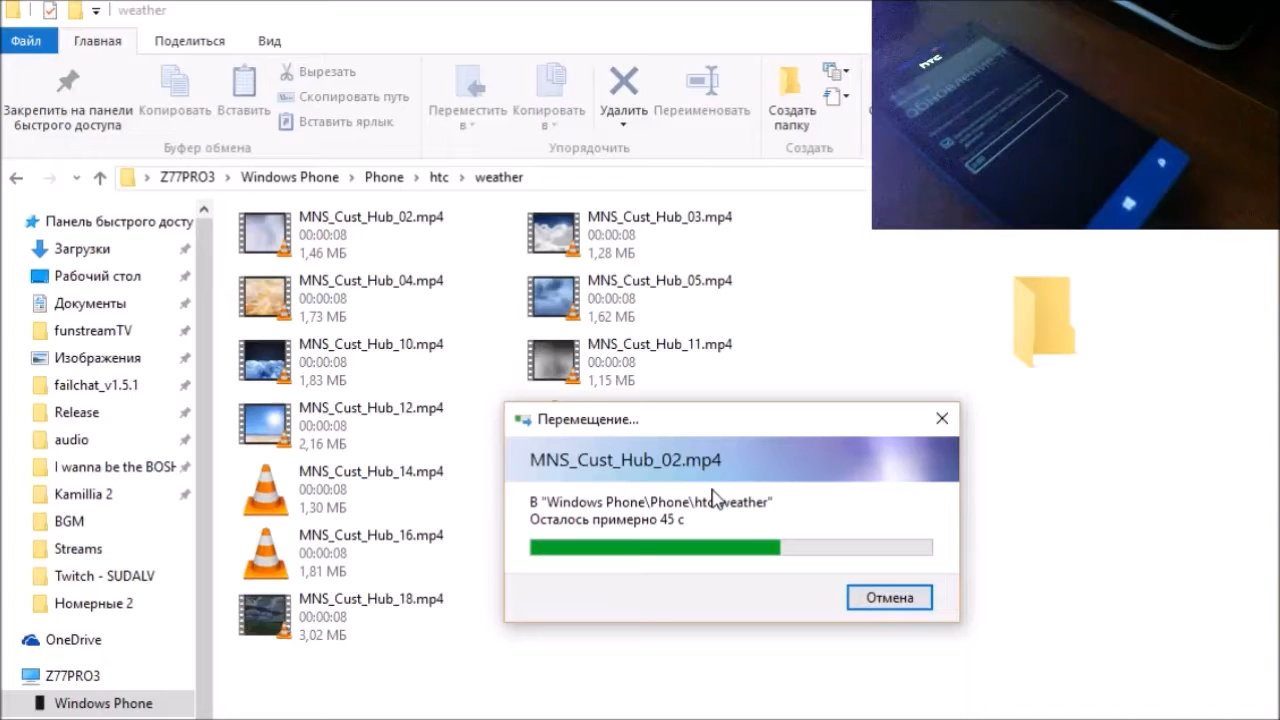 weather
Файл
Главная
Поделиться
Вид
Закрепить на панели
быстрого доступа
Копировать
Вставить
Вырезать
Скопировать путь
Вставить ярлык
Буфер обмена
Переместить
в
Копировать
в
Удалить
Переименовать
Упорядочить
Создать
папку
Создать
Z77PRO3 > Windows Phone > Phone > htc > weather
Панель быстрого досту
Загрузки
Рабочий стол
Документы
funstreamTV
Изображения
failchat_v1.5.1
Release
audio
I wanna be the BOSH
Kamillia 2
BGM
Streams
Twitch - SUDALV
Номерные 2
OneDrive
Z77PRO3
Windows Phone
MNS_Cust_Hub_02.mp4
00:00:08
1,46 МБ
MNS_Cust_Hub_03.mp4
00:00:08
1,28 МБ
MNS_Cust_Hub_04.mp4
00:00:08
1,73 МБ
MNS_Cust_Hub_05.mp4
00:00:08
1,62 МБ
MNS_Cust_Hub_10.mp4
00:00:08
1,83 МБ
MNS_Cust_Hub_11.mp4
00:00:08
1,15 МБ
MNS_Cust_Hub_12.mp4
00:00:08
2,16 МБ
MNS_Cust_Hub_14.mp4
00:00:08
1,30 МБ
MNS_Cust_Hub_16.mp4
00:00:08
1,81 МБ
MNS_Cust_Hub_18.mp4
00:00:08
3,02 МБ
Перемещение...
MNS_Cust_Hub_02.mp4
В "Windows Phone\Phone\htc\weather"
Осталось примерно 45 с
Отмена
htc